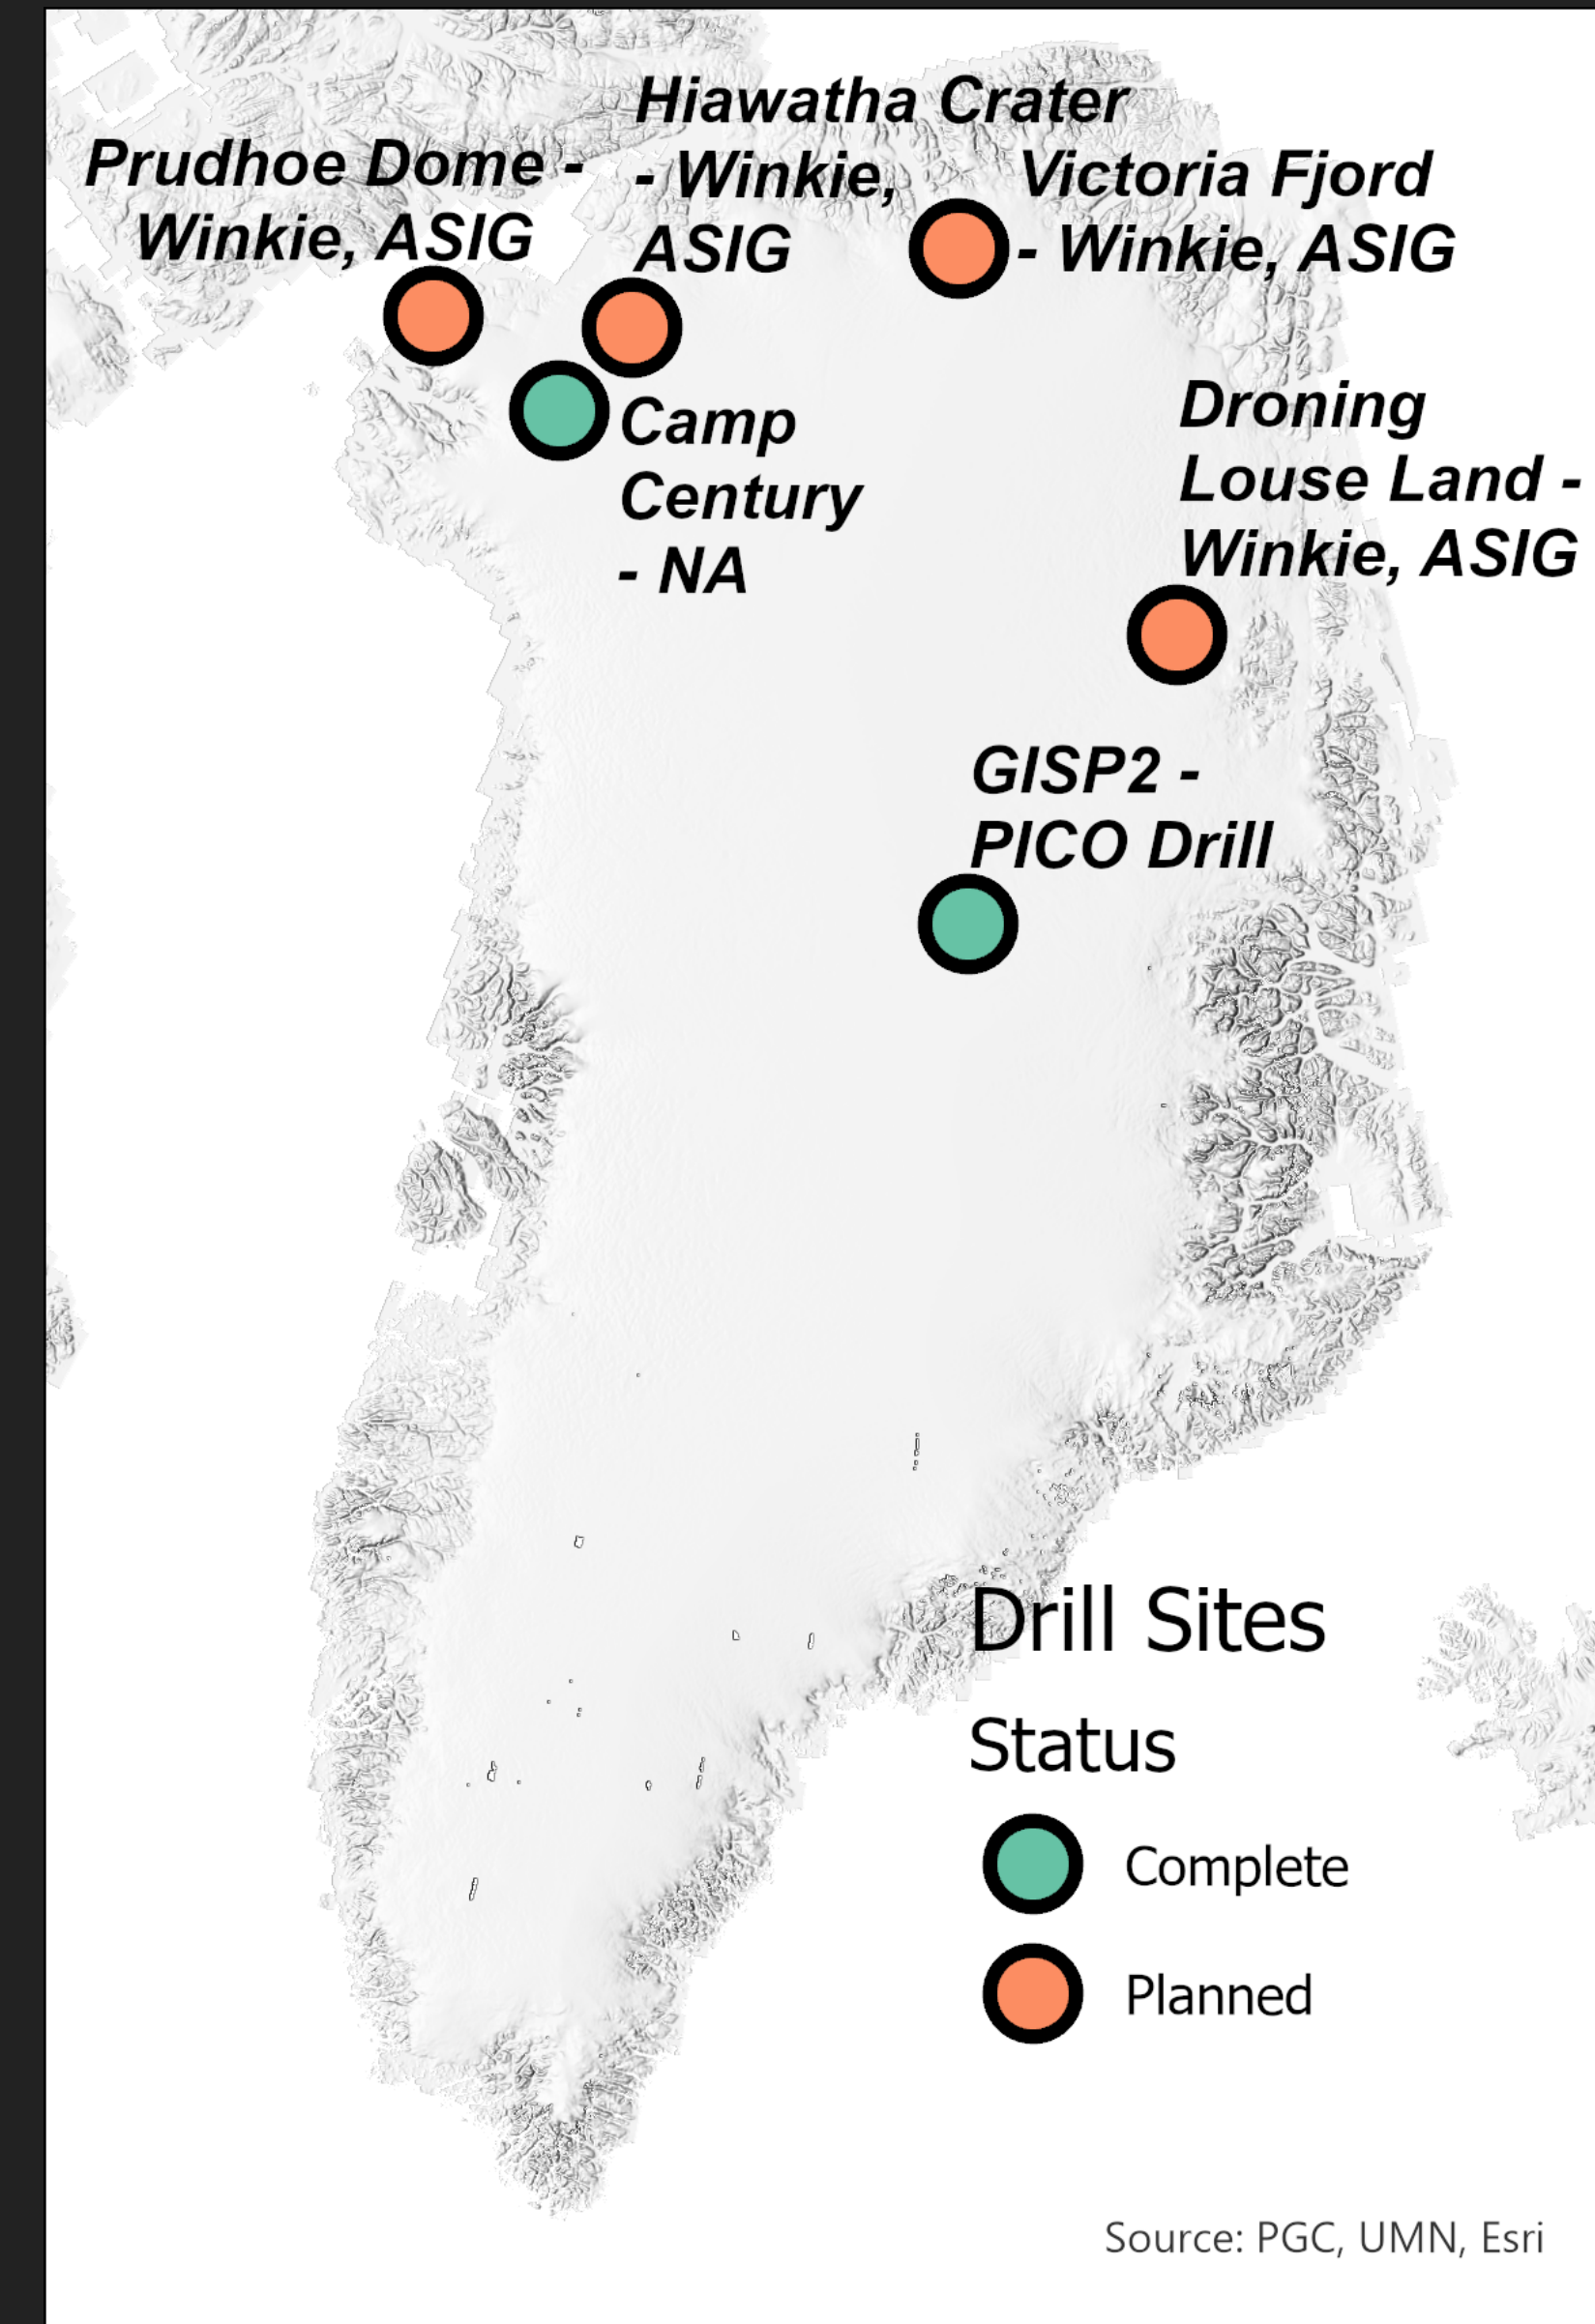 Hiawatha Crater
- Winkie,
ASIG
Prudhoe Dome -
Winkie, ASIG
Victoria Fjord
- Winkie, ASIG
Camp
Century
- NA
Droning
Louse Land -
Winkie, ASIG
GISP2 -
PICO Drill
Drill Sites
Status
Complete
Planned
Source: PGC, UMN, Esri